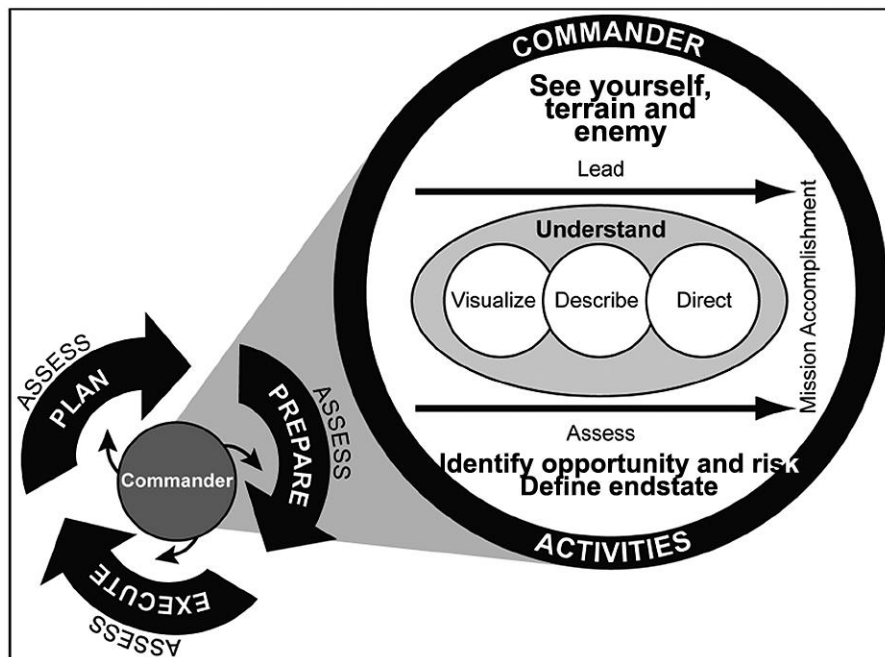 COMMANDER
See yourself,
terrain and
enemy
Lead
Understand
Visualize
Describe
Direct
Mission Accomplishment
Assess
Identify opportunity and risk
Define endstate
ACTIVITIES
ASSESS
PLAN
PREPARE
ASSESS
Commander
EXECUTE
ASSESS